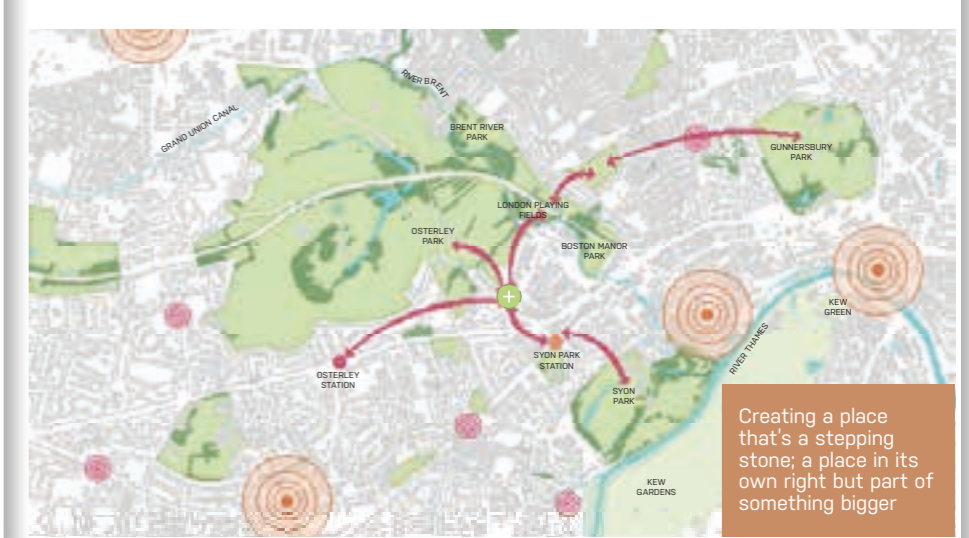 RIVER BRENT
GRAND UNION CANAL
BRENT RIVER
PARK
GUNNERSBURY
PARK
LONDON PLAYING
FIELDS
OSTERLEY
PARK
BOSTON MANOR
PARK
KEW
GREEN
RIVER THAMES
SYON PARK
STATION
OSTERLEY
STATION
SYON
PARK
KEW
GARDENS
Creating a place
that's a stepping
stone; a place in its
own right but part of
something bigger